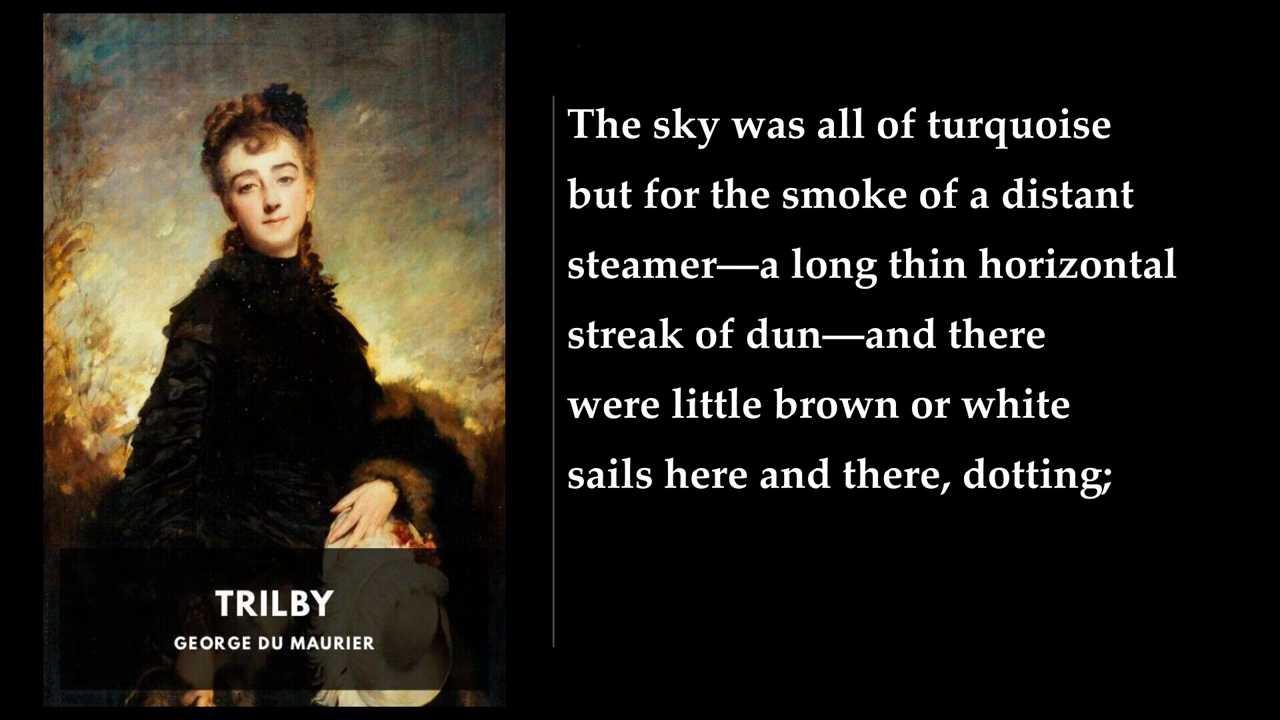 The sky was all of turquoise
but for the smoke of a distant
steamer—a long thin horizontal
streak of dun—and there
were little brown or white
sails here and there, dotting;
TRILBY
GEORGE DU MAURIER